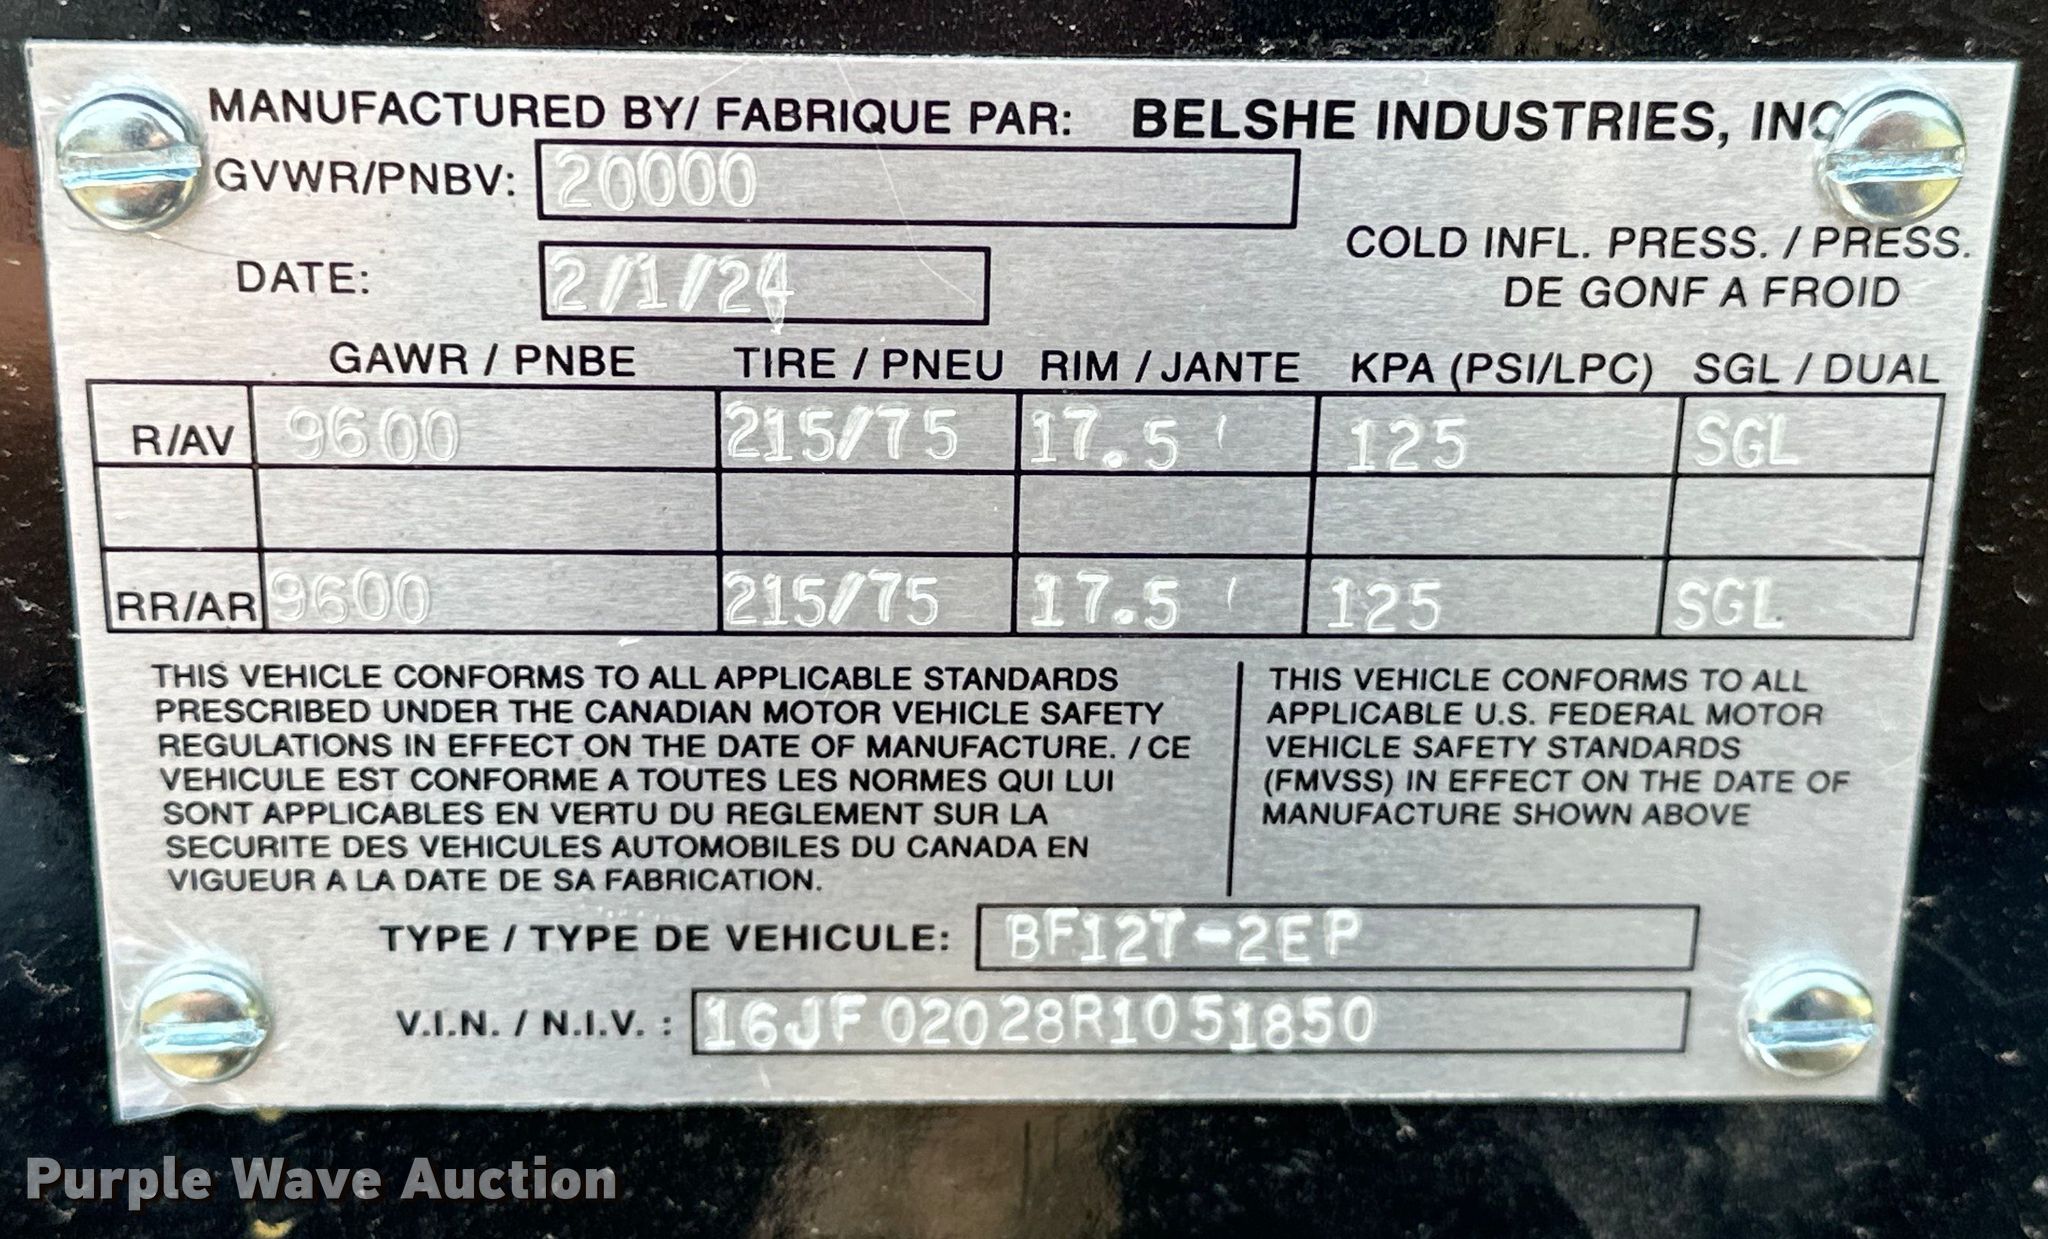 MANUFACTURED BY/ FABRIQUE PAR: BELSHE INDUSTRIES, INC
GVWR/PNBV: 20000
DATE: 2/1/24
COLD INFL. PRESS. / PRESS.
DE GONF A FROID
GAWR / PNBE TIRE / PNEU RIM / JANTE KPA (PSI/LPC) SGL / DUAL
R/AV 9600 215/75 17.5 ' 125 SGL
RR/AR 9600 215/75 17.5 ' 125 SGL
THIS VEHICLE CONFORMS TO ALL APPLICABLE STANDARDS
PRESCRIBED UNDER THE CANADIAN MOTOR VEHICLE SAFETY
REGULATIONS IN EFFECT ON THE DATE OF MANUFACTURE. / CE
VEHICULE EST CONFORME A TOUTES LES NORMES QUI LUI
SONT APPLICABLES EN VERTU DU REGLEMENT SUR LA
SECURITE DES VEHICULES AUTOMOBILES DU CANADA EN
VIGUEUR A LA DATE DE SA FABRICATION.
THIS VEHICLE CONFORMS TO ALL
APPLICABLE U.S. FEDERAL MOTOR
VEHICLE SAFETY STANDARDS
(FMVSS) IN EFFECT ON THE DATE OF
MANUFACTURE SHOWN ABOVE
TYPE / TYPE DE VEHICULE: BF12T-2EP
V.I.N. / N.I.V. : 16JF02028R1051850
Purple Wave Auction